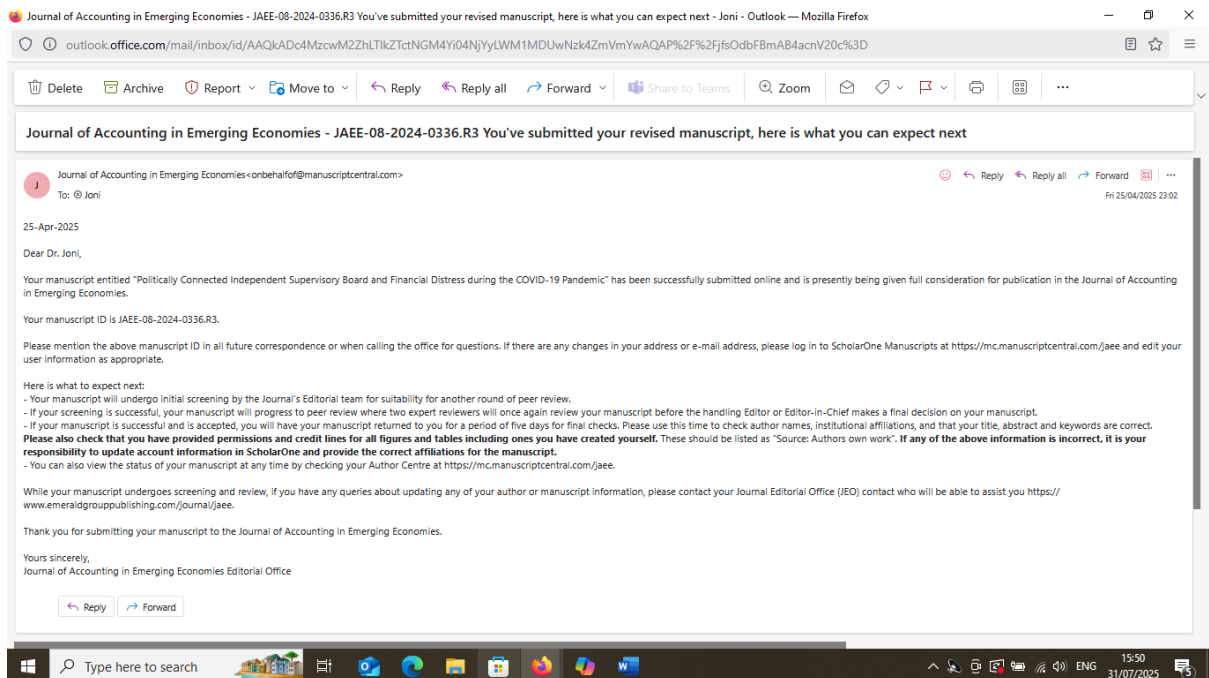 Journal of Accounting in Emerging Economies - JAEE-08-2024-0336.R3 You've submitted your revised manuscript, here is what you can expect next - Joni - Outlook — Mozilla Firefox
outlook.office.com/mail/inbox/id/AAQkADc4MzcwM2ZhLTlkZTctNGM4Yi04NjYyLWM1MDUwNzk4ZmVmYwAQAP%2F%2FjfsOdbFBmAB4acnV20c%3D
Delete Archive Report Move to Reply Reply all Forward Share to Teams Zoom
Journal of Accounting in Emerging Economies - JAEE-08-2024-0336.R3 You've submitted your revised manuscript, here is what you can expect next
J
Journal of Accounting in Emerging Economies<onbehalfof@manuscriptcentral.com>
Reply Reply all Forward
To: Joni
Fri 25/04/2025 23:02
25-Apr-2025
Dear Dr. Joni,
Your manuscript entitled "Politically Connected Independent Supervisory Board and Financial Distress during the COVID-19 Pandemic" has been successfully submitted online and is presently being given full consideration for publication in the Journal of Accounting
in Emerging Economies.
Your manuscript ID is JAEE-08-2024-0336.R3.
Please mention the above manuscript ID in all future correspondence or when calling the office for questions. If there are any changes in your address or e-mail address, please log in to ScholarOne Manuscripts at https://mc.manuscriptcentral.com/jaee and edit your
user information as appropriate.
Here is what to expect next:
- Your manuscript will undergo initial screening by the Journal's Editorial team for suitability for another round of peer review.
- If your screening is successful, your manuscript will progress to peer review where two expert reviewers will once again review your manuscript before the handling Editor or Editor-in-Chief makes a final decision on your manuscript.
- If your manuscript is successful and is accepted, you will have your manuscript returned to you for a period of five days for final checks. Please use this time to check author names, institutional affiliations, and that your title, abstract and keywords are correct.
Please also check that you have provided permissions and credit lines for all figures and tables including ones you have created yourself. These should be listed as "Source: Authors own work". If any of the above information is incorrect, it is your
responsibility to update account information in ScholarOne and provide the correct affiliations for the manuscript.
- You can also view the status of your manuscript at any time by checking your Author Centre at https://mc.manuscriptcentral.com/jaee.
While your manuscript undergoes screening and review, if you have any queries about updating any of your author or manuscript information, please contact your Journal Editorial Office (JEO) contact who will be able to assist you https://
www.emeraldgrouppublishing.com/journal/jaee.
Thank you for submitting your manuscript to the Journal of Accounting in Emerging Economies.
Yours sincerely,
Journal of Accounting in Emerging Economies Editorial Office
Reply Forward
Type here to search
ENG
15:50
31/07/2025
5